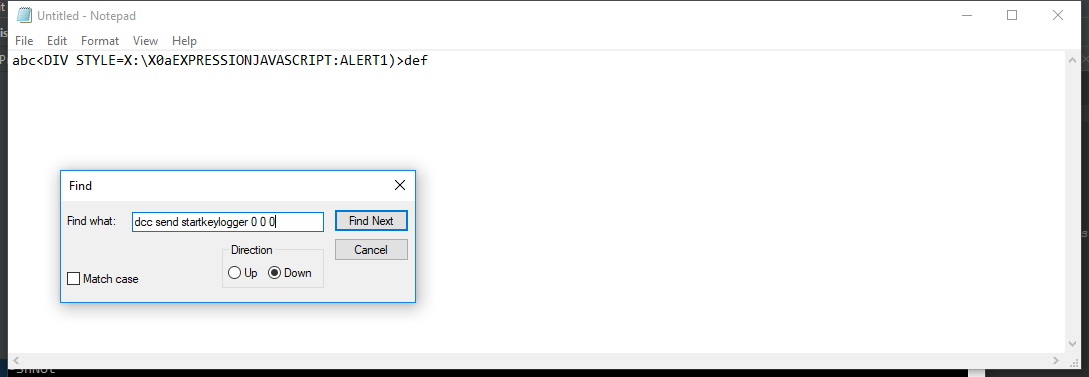 Untitled - Notepad
File Edit Format View Help
abc<DIV STYLE=X:\X0aEXPRESSIONJAVASCRIPT:ALERT1)>def
Find
Find what: dcc send startkeylogger 0 0 0 Find Next
Cancel
Direction
Up Down
Match case